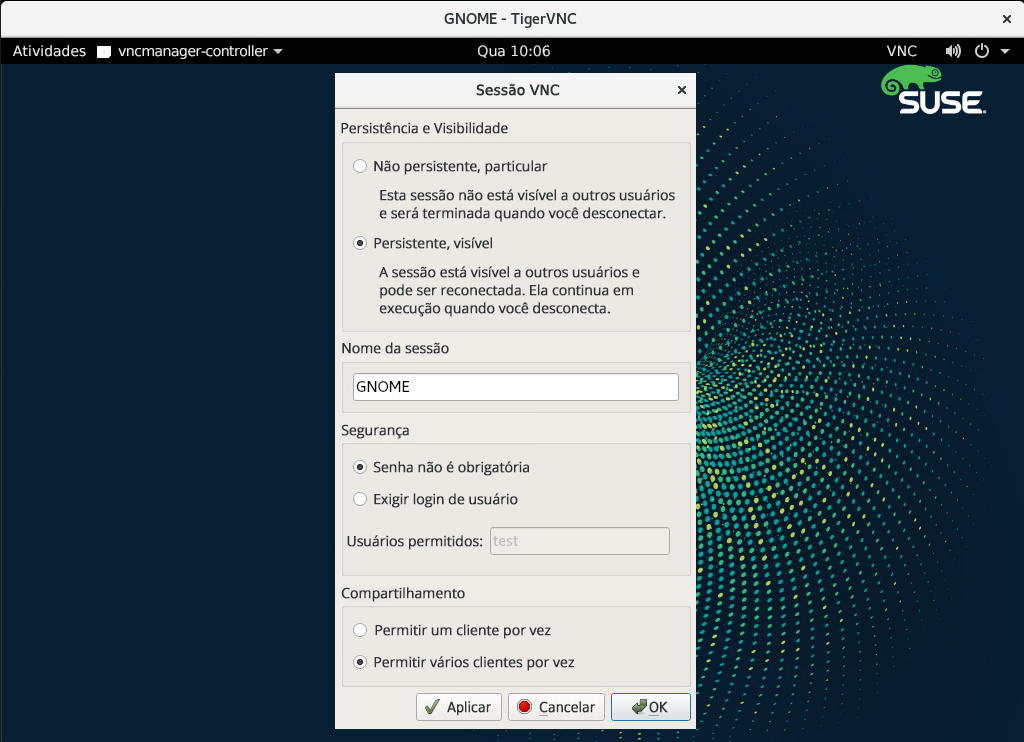 GNOME - TigerVNC
Atividades vncmanager-controller Qua 10:06 VNC
SUSE
Sessão VNC
Persistência e Visibilidade
Não persistente, particular
Esta sessão não está visível a outros usuários
e será terminada quando você desconectar.
Persistente, visível
A sessão está visível a outros usuários e
pode ser reconectada. Ela continua em
execução quando você desconecta.
Nome da sessão
GNOME
Segurança
Senha não é obrigatória
Exigir login de usuário
Usuários permitidos: test
Compartilhamento
Permitir um cliente por vez
Permitir vários clientes por vez
Aplicar Cancelar OK